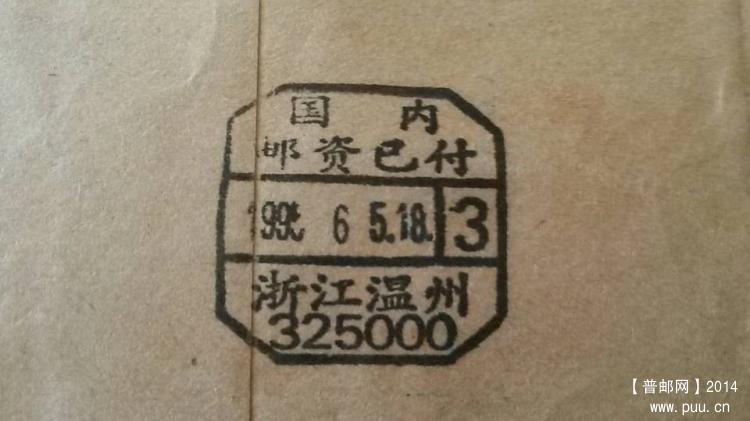 国 内
邮资已付
6 5.18. 3
浙江温州
325000
【普邮网】2014
www.puu.cn